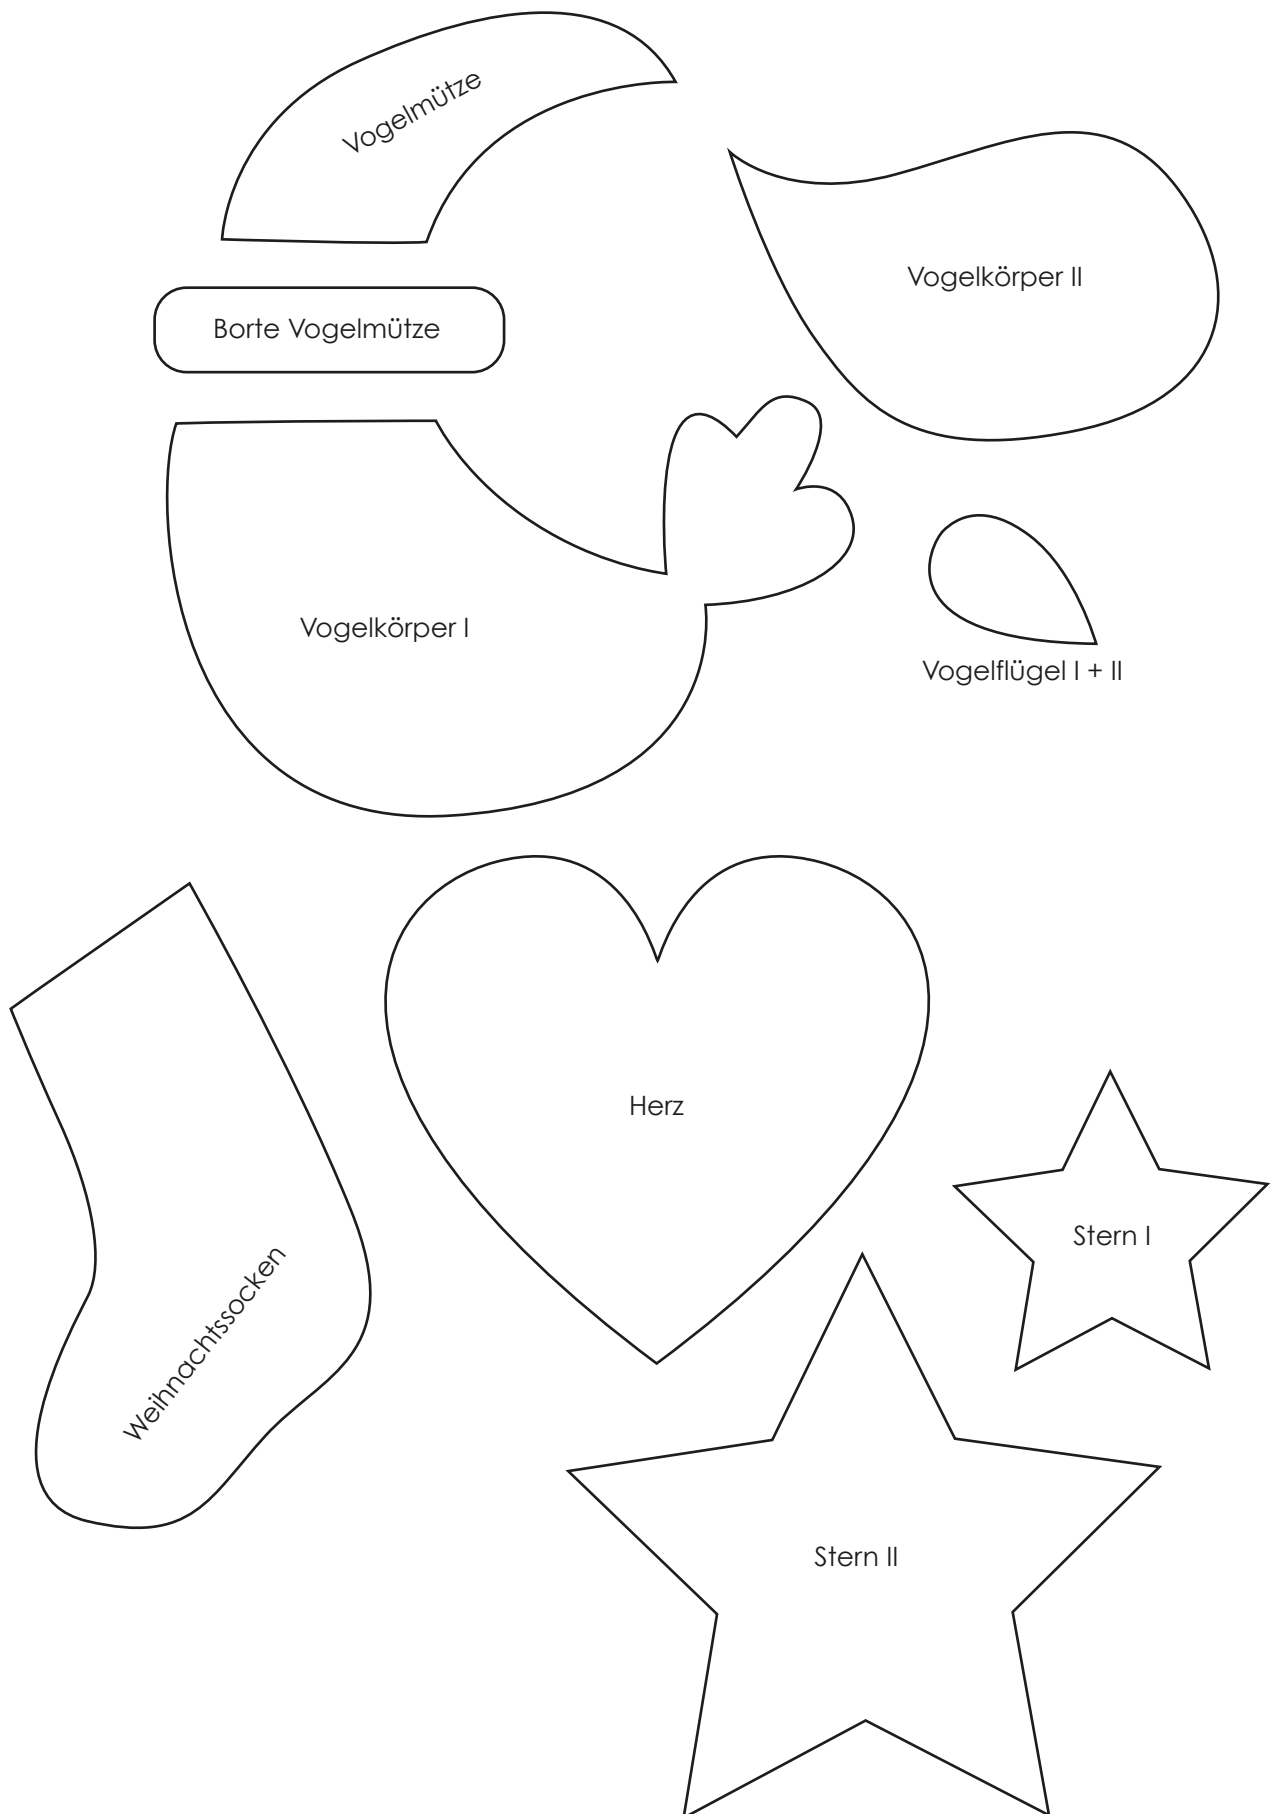 Vogelmütze
Vogelkörper II
Borte Vogelmütze
Vogelkörper I
Vogelflügel I + II
Herz
Stern I
Weihnachtssocken
Stern II